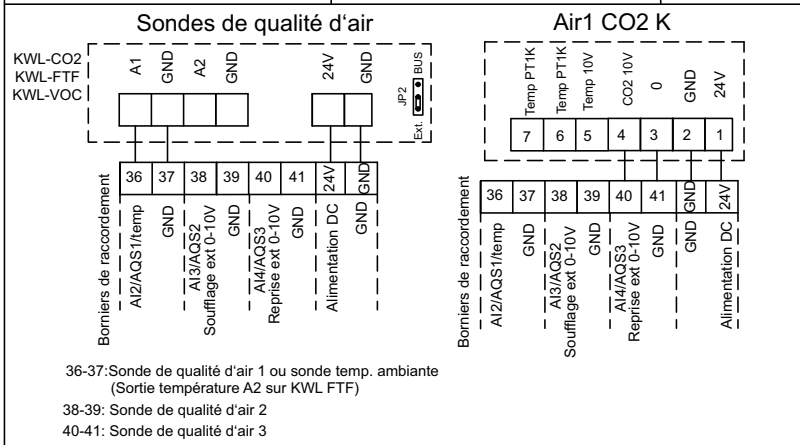 Sondes de qualité d'air
KWL-CO2
KWL-FTF
KWL-VOC
A1
GND
A2
GND
24V
GND
JP2
BUS
Ext.
36
37
38
39
40
41
24V
GND
Borniers de raccordement
AI2/AQS1/temp
GND
AI3/AQS2
Soufflage ext 0-10V
GND
AI4/AQS3
Reprise ext 0-10V
GND
Alimentation DC
GND
Air1 CO2 K
Temp PT1K
Temp PT1K
Temp 10V
CO2 10V
0
GND
24V
7
6
5
4
3
2
1
36
37
38
39
40
41
GND
24V
Borniers de raccordement
AI2/AQS1/temp
GND
AI3/AQS2
Soufflage ext 0-10V
GND
AI4/AQS3
Reprise ext 0-10V
GND
GND
Alimentation DC
36-37:Sonde de qualité d'air 1 ou sonde temp. ambiante
(Sortie température A2 sur KWL FTF)
38-39: Sonde de qualité d'air 2
40-41: Sonde de qualité d'air 3